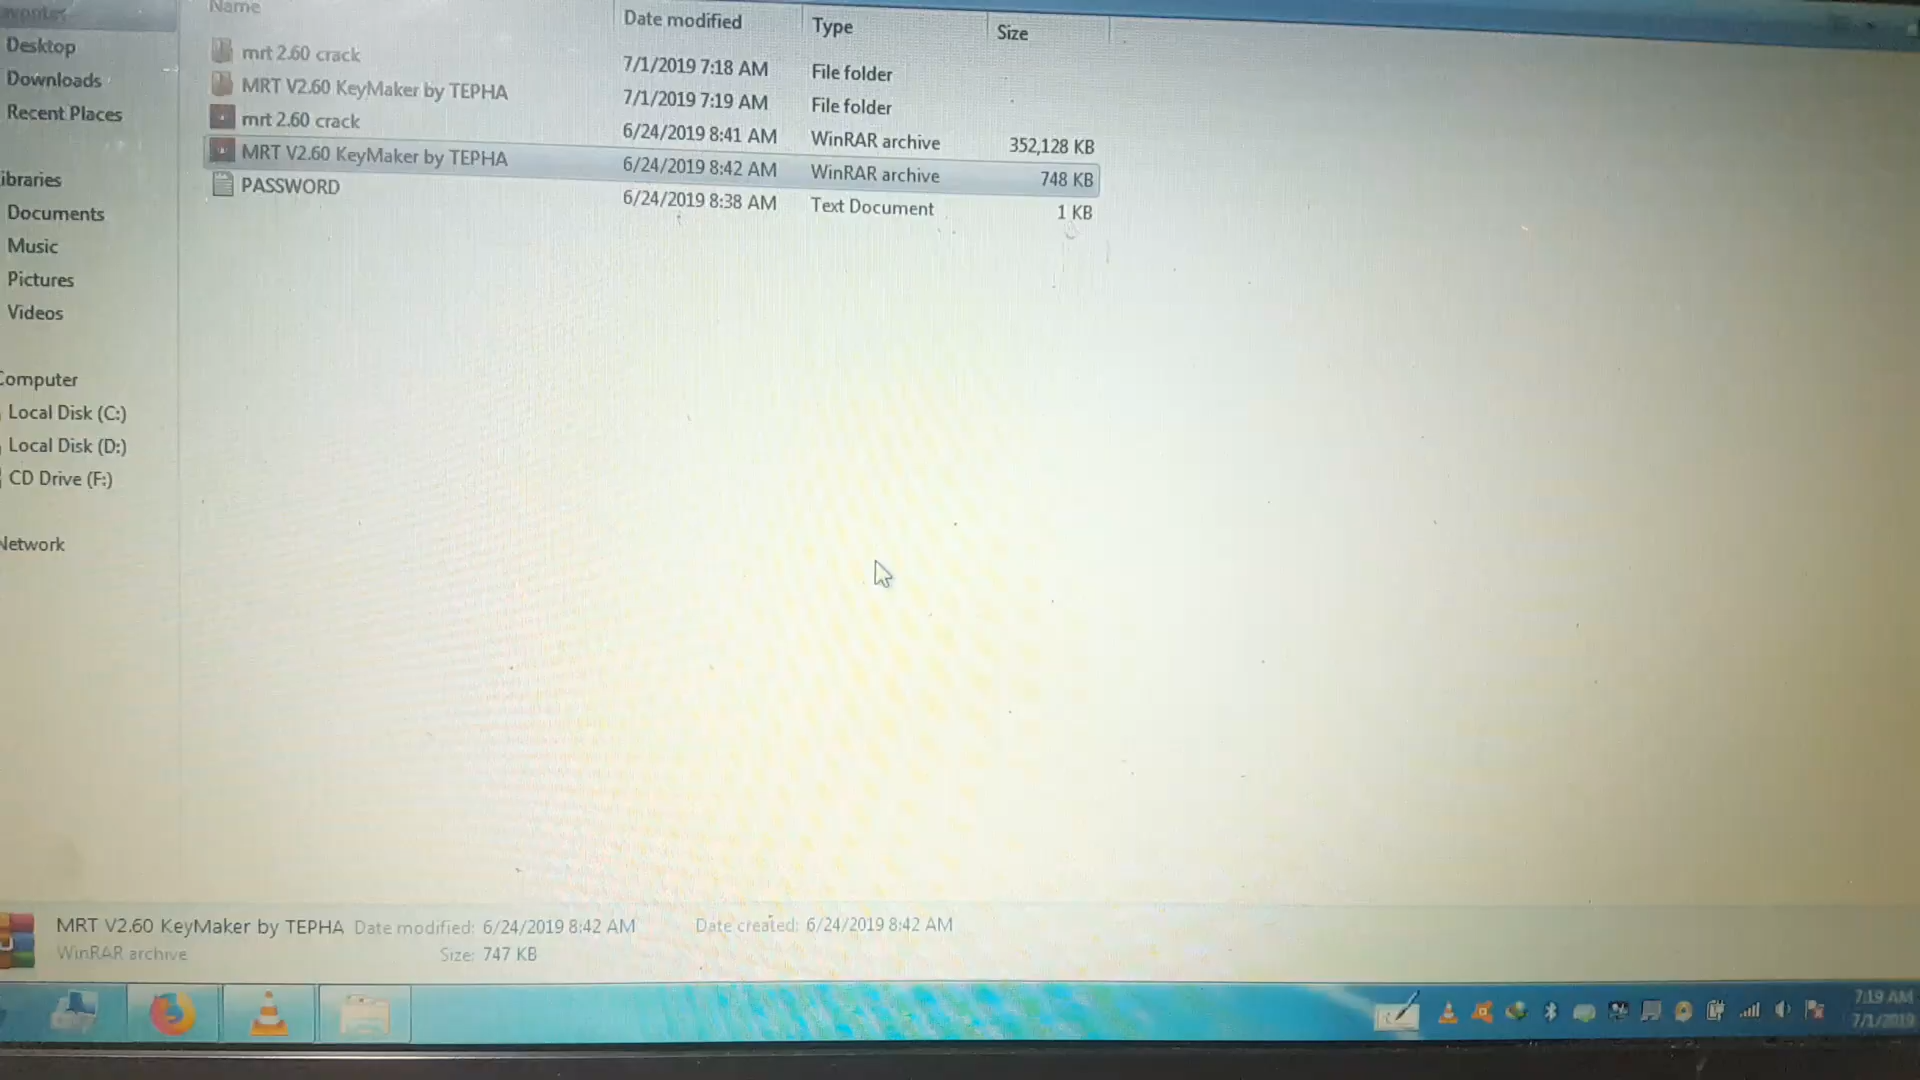 Name Date modified Type Size
mrt 2.60 crack 7/1/2019 7:18 AM File folder
MRT V2.60 KeyMaker by TEPHA 7/1/2019 7:19 AM File folder
mrt 2.60 crack 6/24/2019 8:41 AM WinRAR archive 352,128 KB
MRT V2.60 KeyMaker by TEPHA 6/24/2019 8:42 AM WinRAR archive 748 KB
PASSWORD 6/24/2019 8:38 AM Text Document 1 KB
Desktop
Downloads
Recent Places
ibraries
Documents
Music
Pictures
Videos
Computer
Local Disk (C:)
Local Disk (D:)
CD Drive (F:)
Network
MRT V2.60 KeyMaker by TEPHA Date modified: 6/24/2019 8:42 AM Date created: 6/24/2019 8:42 AM
WinRAR archive Size: 747 KB
7:19 AM
7/1/2019